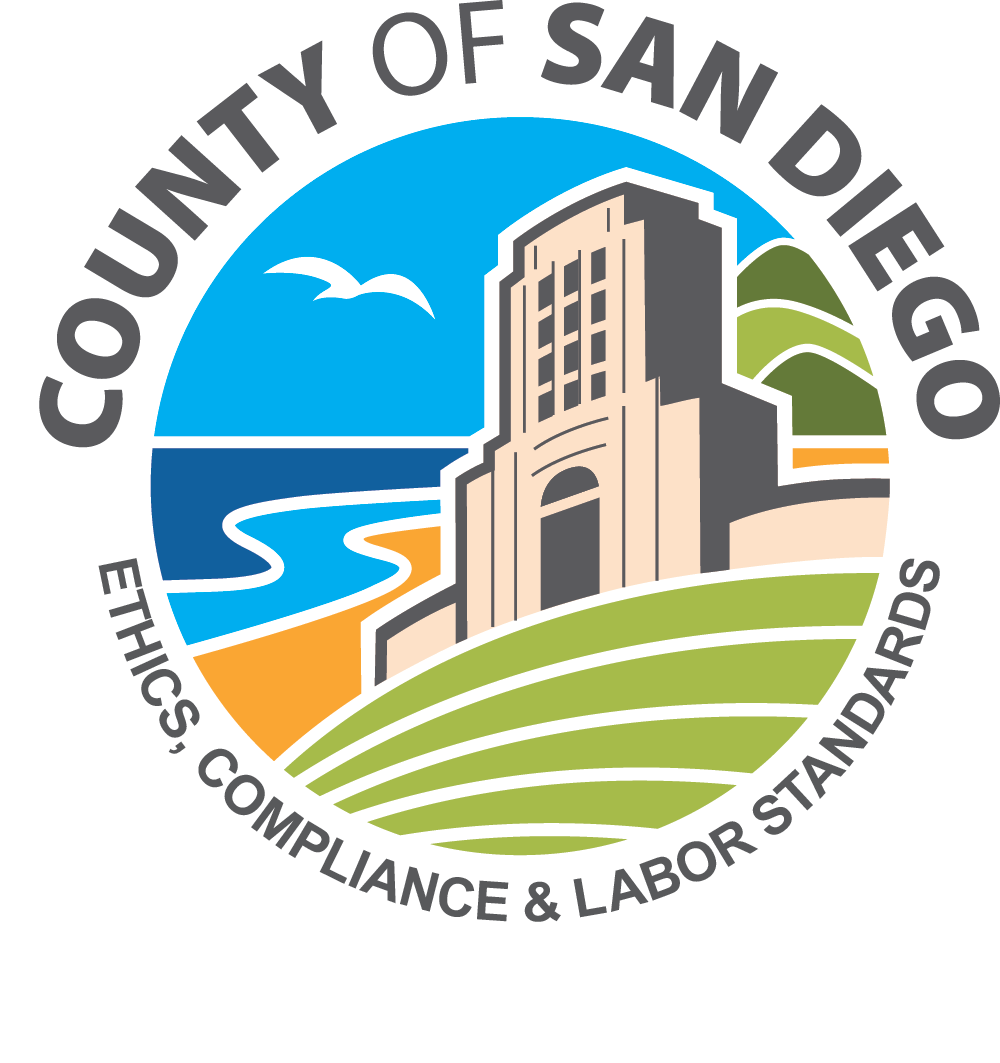 COUNTY OF SAN DIEGO
ETHICS, COMPLIANCE & LABOR STANDARDS